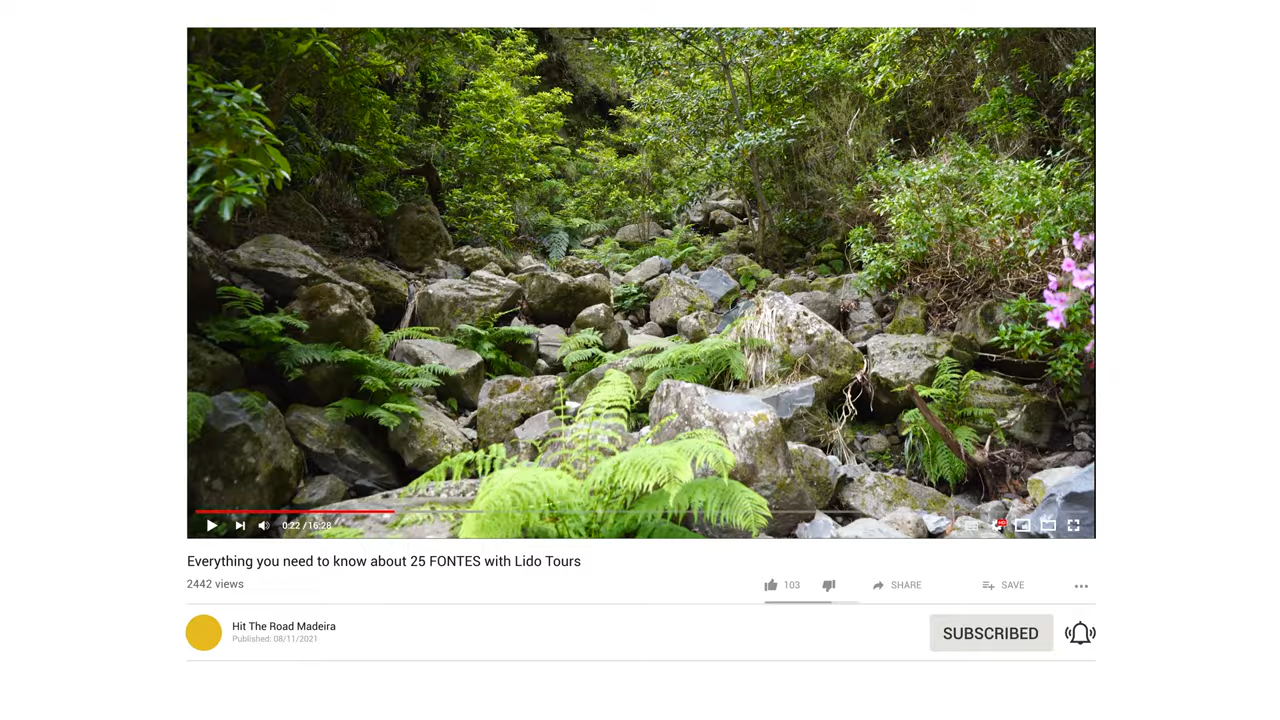 0:22 / 16:28
HD
Everything you need to know about 25 FONTES with Lido Tours
2442 views
103
SHARE
SAVE
Hit The Road Madeira
Published: 08/11/2021
SUBSCRIBED